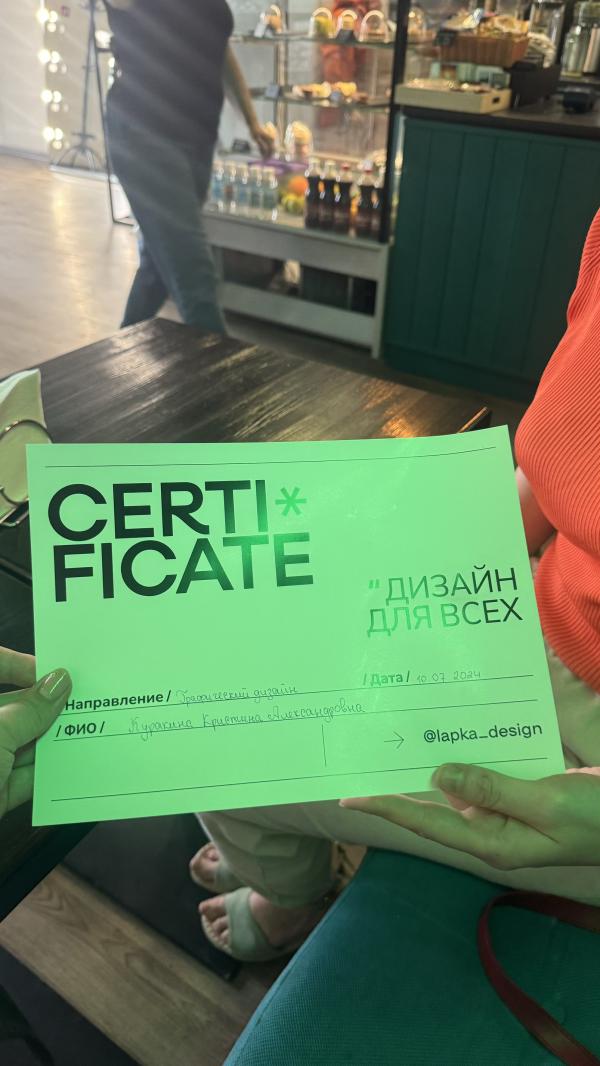 CERTI*
FICATE
"ДИЗАЙН
ДЛЯ ВСЕХ
Направление / Графический дизайн
/ Дата / 10.07.2024
/ ФИО / Куракина Кристина Александровна
→ @lapka_design